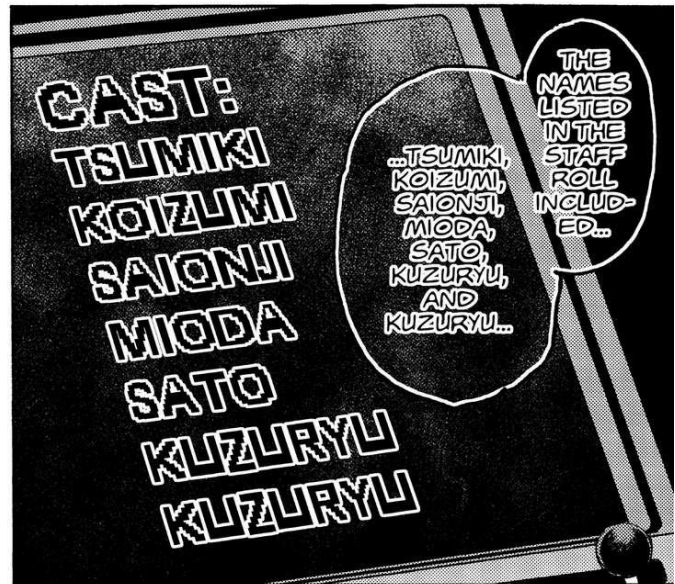 THE
NAMES
LISTED
IN THE
STAFF
ROLL
INCLUD-
ED...
...TSUMIKI,
KOIZUMI,
SAIONJI,
MIODA,
SATO,
KUZURYU,
AND
KUZURYU...
CAST:
TSUMIKI
KOIZUMI
SAIONJI
MIODA
SATO
KUZURYU
KUZURYU